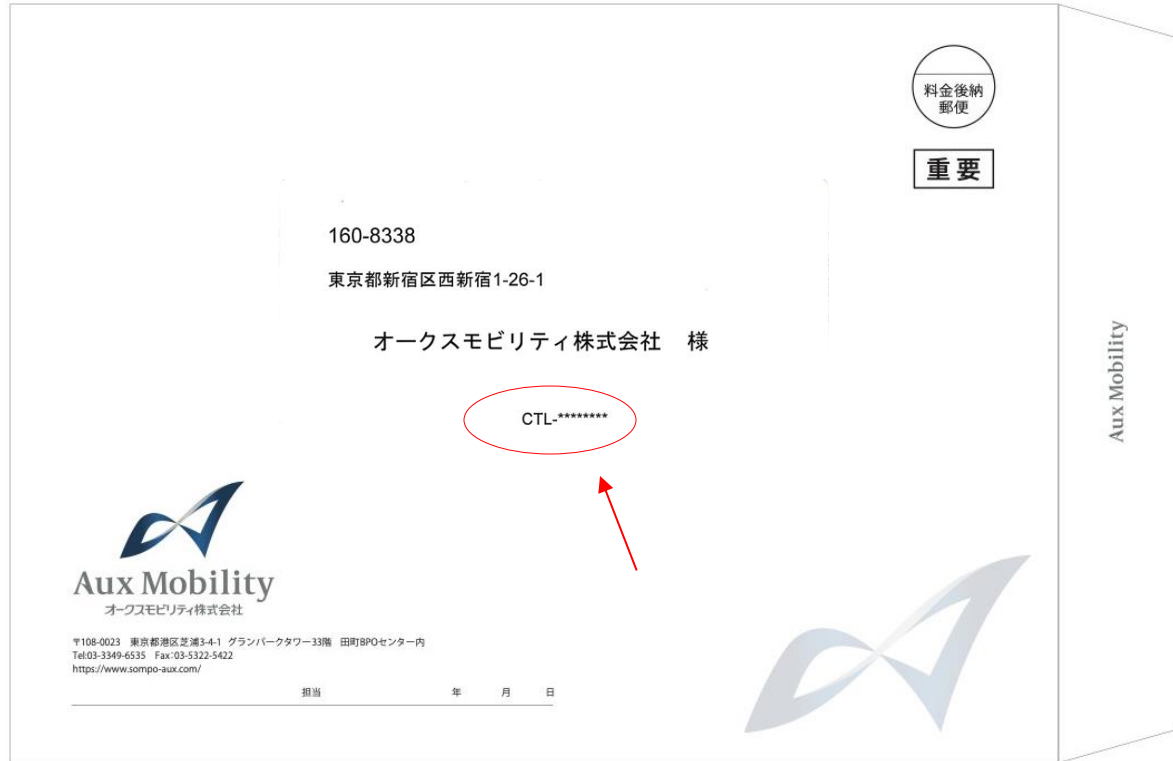 料金後納
郵便
重要
160-8338
東京都新宿区西新宿1-26-1
オークスモビリティ株式会社 様
CTL-********
Aux Mobility
Aux Mobility
オークスモビリティ株式会社
〒108-0023 東京都港区芝浦3-4-1 グランパークタワー33階 田町BPOセンター内
Tel:03-3349-6535 Fax:03-5322-5422
https://www.sompo-aux.com/
担当 年 月 日